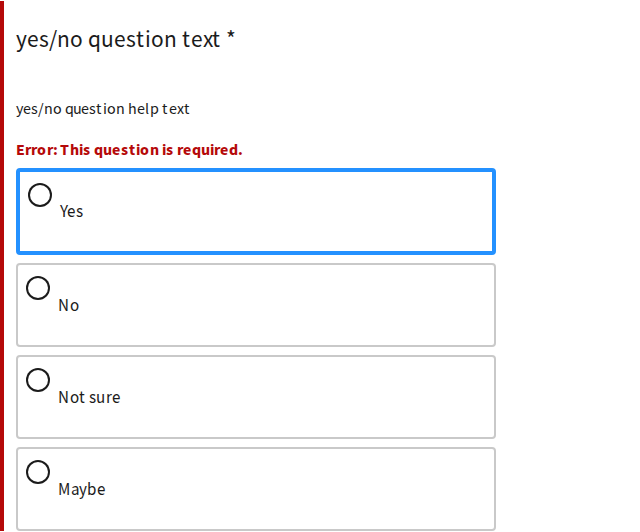 yes/no question text *
yes/no question help text
Error: This question is required.
Yes
No
Not sure
Maybe